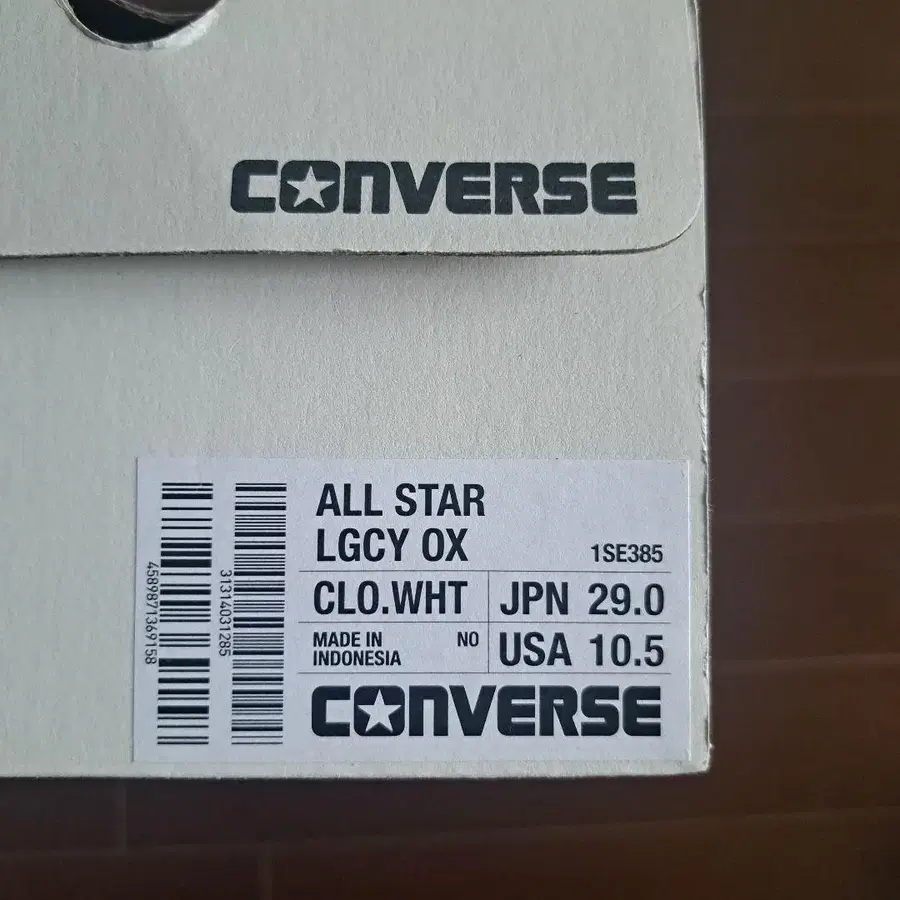 CONVERSE
ALL STAR
LGCY OX
1SE385
CLO.WHT
JPN 29.0
MADE IN
INDONESIA
NO
USA 10.5
CONVERSE
4589871369158
31314031285